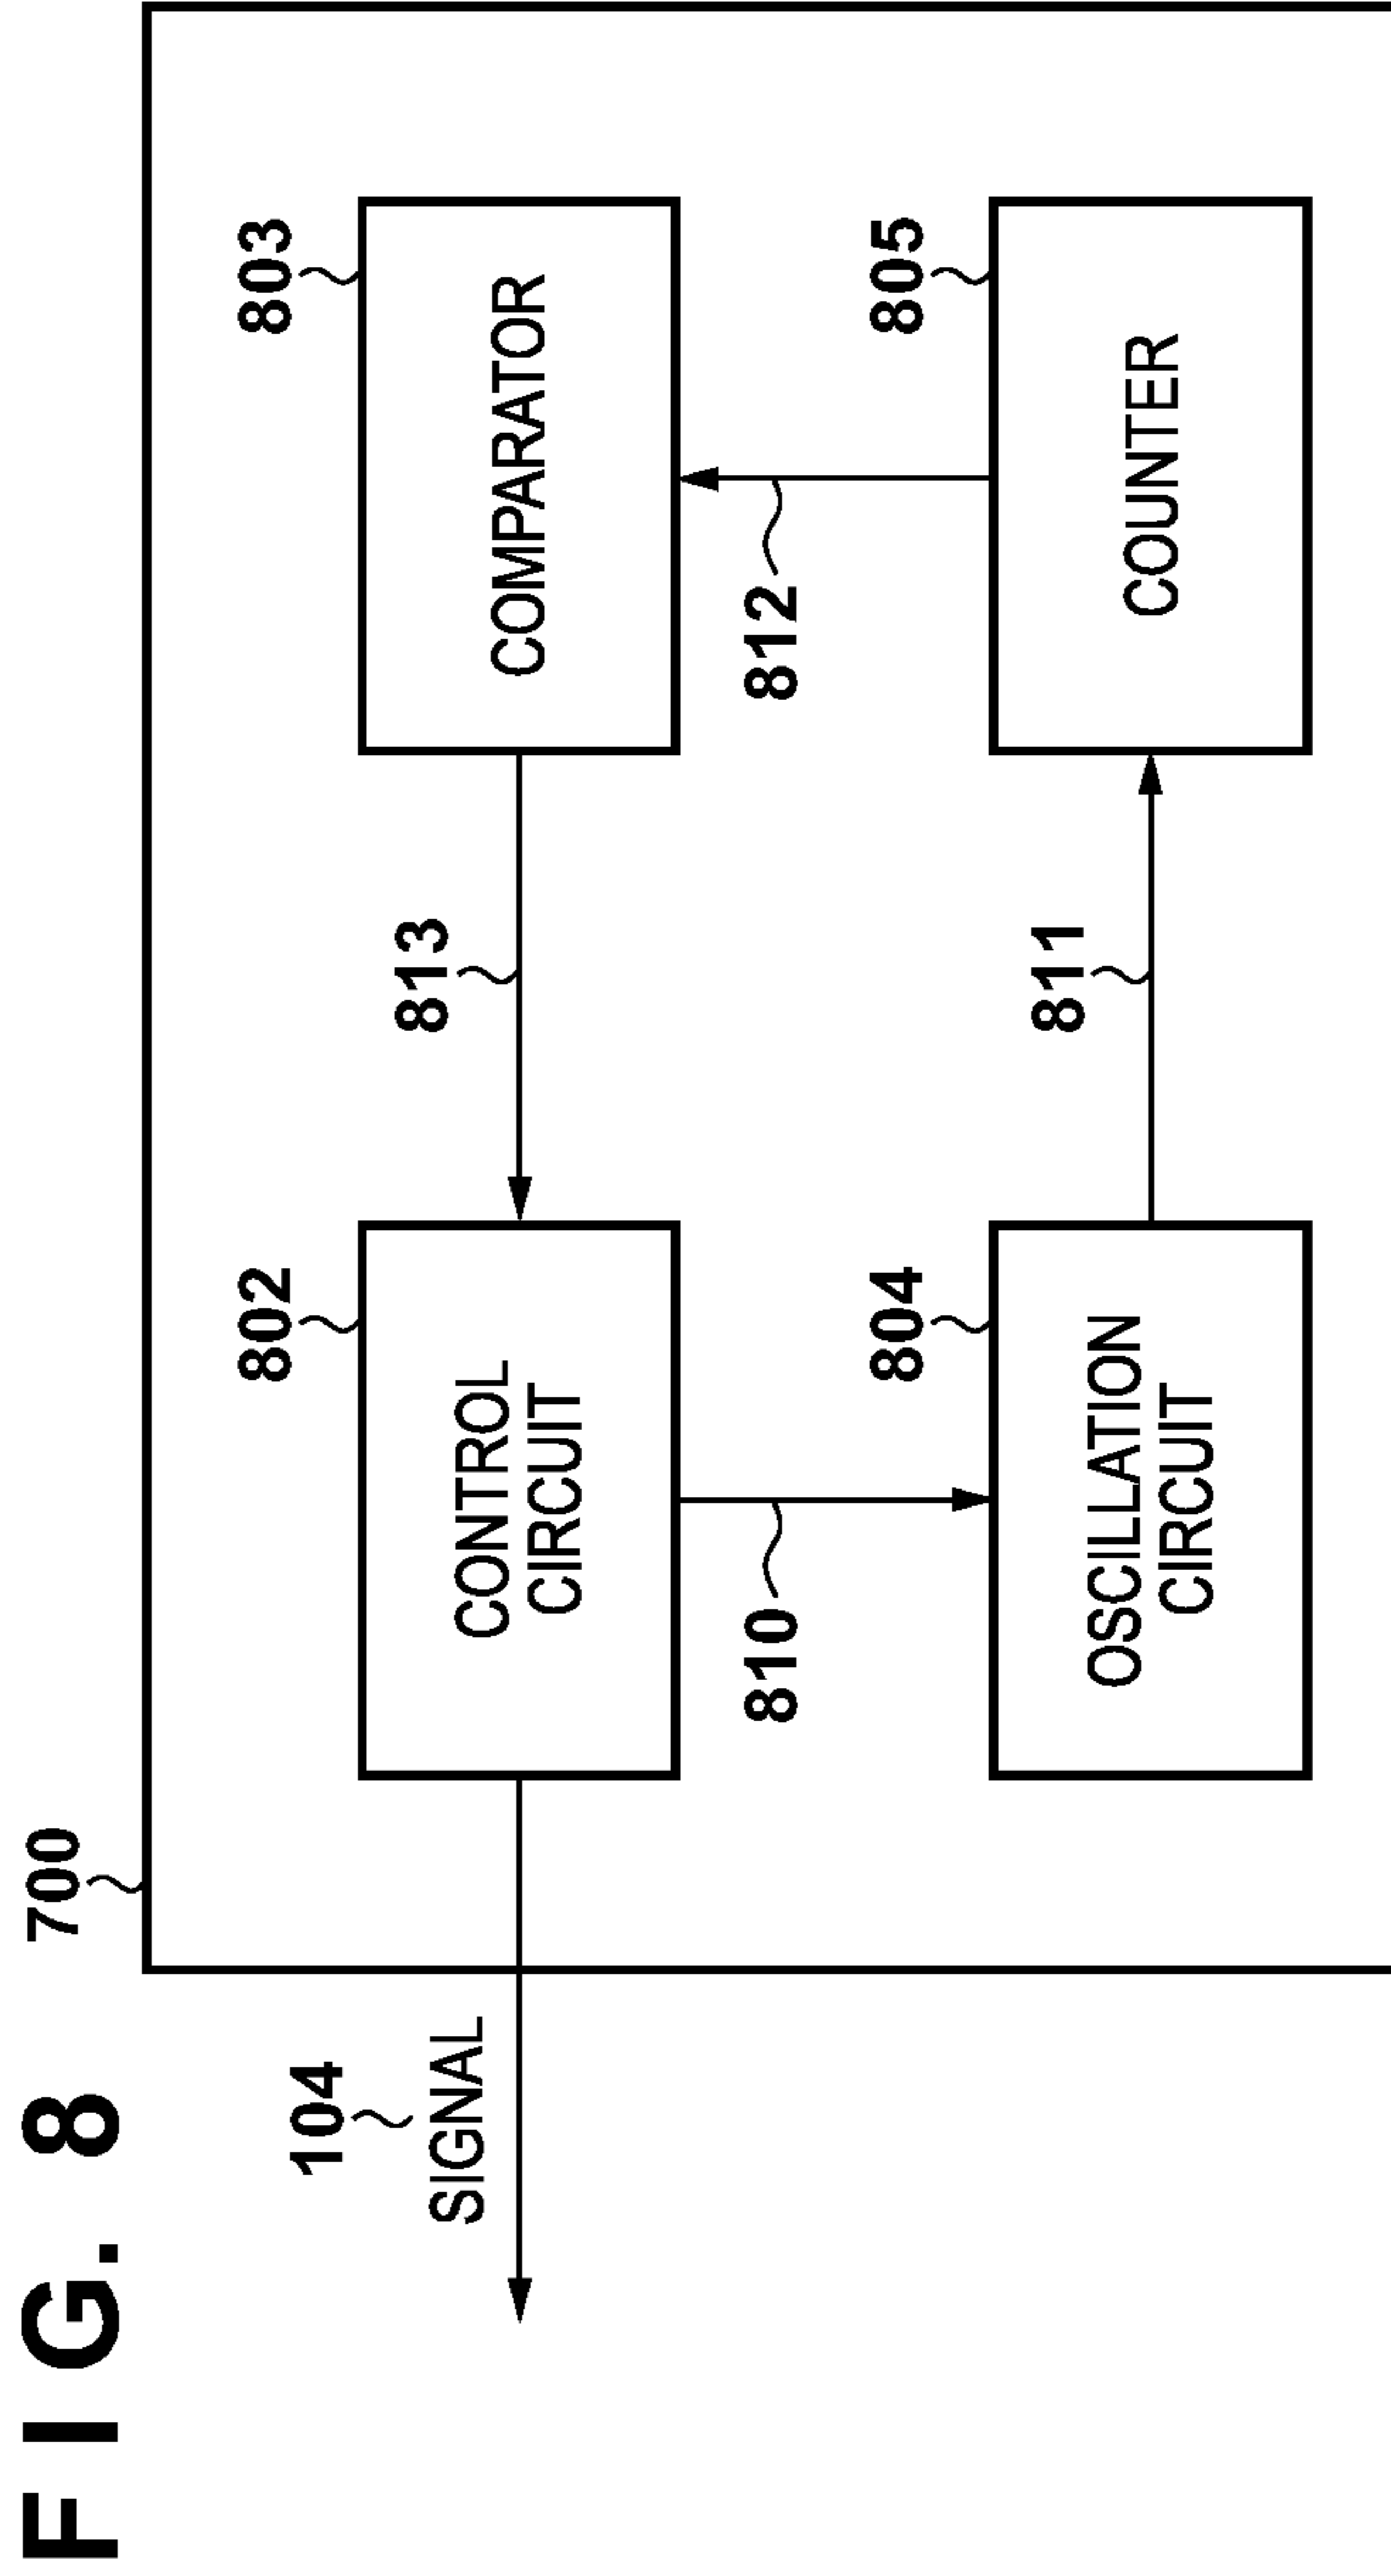 FIG. 8
700
802
803
813
CONTROL
CIRCUIT
COMPARATOR
104
SIGNAL
810
812
804
805
811
OSCILLATION
CIRCUIT
COUNTER